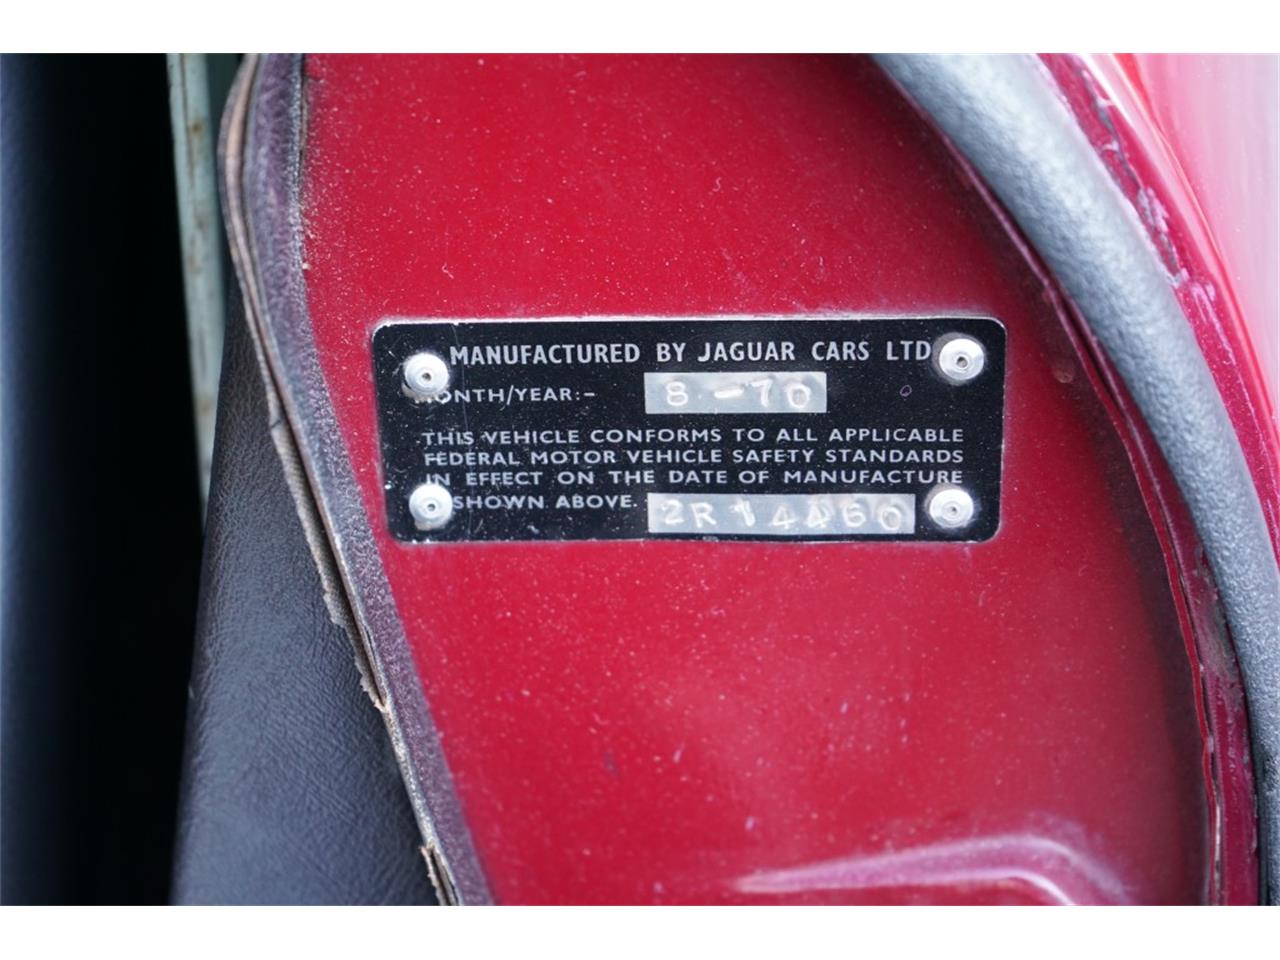 MANUFACTURED BY JAGUAR CARS LTD
MONTH/YEAR:- 8-70
THIS VEHICLE CONFORMS TO ALL APPLICABLE
FEDERAL MOTOR VEHICLE SAFETY STANDARDS
IN EFFECT ON THE DATE OF MANUFACTURE
SHOWN ABOVE. 2R14460